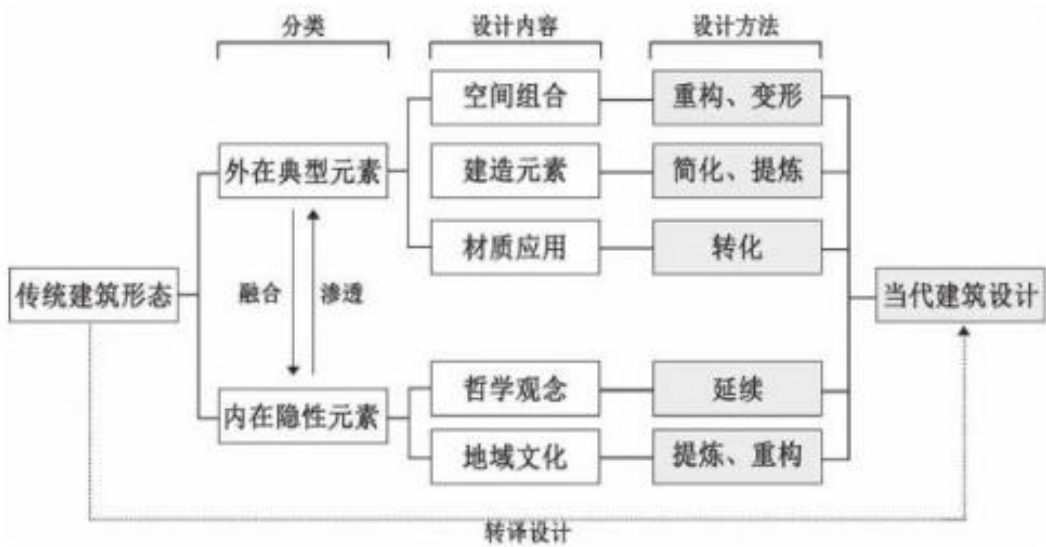 分类
设计内容
设计方法
空间组合
重构、变形
外在典型元素
建造元素
简化、提炼
材质应用
转化
传统建筑形态
融合
渗透
当代建筑设计
哲学观念
延续
内在隐性元素
地域文化
提炼、重构
转译设计